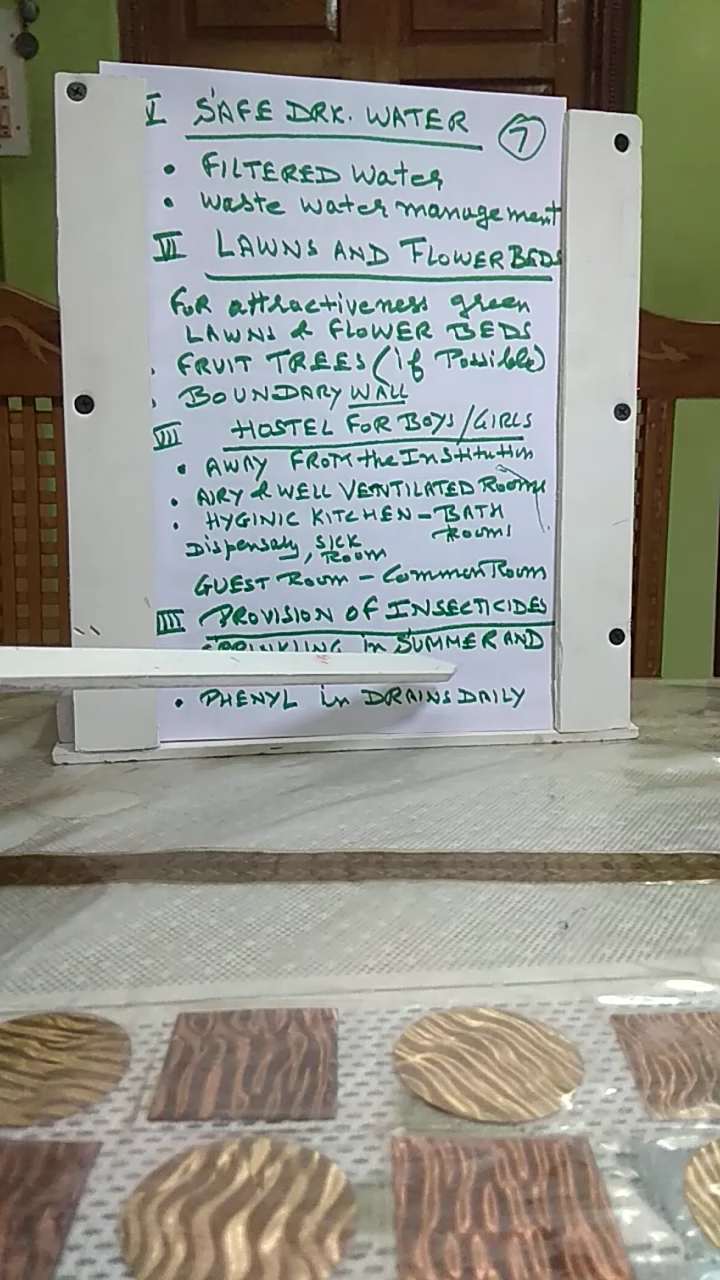 V SAFE DRK. WATER 7
• FILTERED Water
• Waste water management
VI LAWNS AND FLOWER BEDS
FOR attractiveness green
LAWNS & FLOWER BEDS
• FRUIT TREES (if Possible)
• BOUNDARY WALL
VII HOSTEL FOR BOYS/GIRLS
• AWAY FROM the INStitution
• AIRY & WELL VENTILATED Rooms
• HYGINIC KITCHEN - BATH Rooms
Dispensary, SICK Room
GUEST Room - Common Room
III PROVISION OF INSECTICIDES
SPRINKLING in SUMMER AND
• PHENYL in DRAINS DAILY